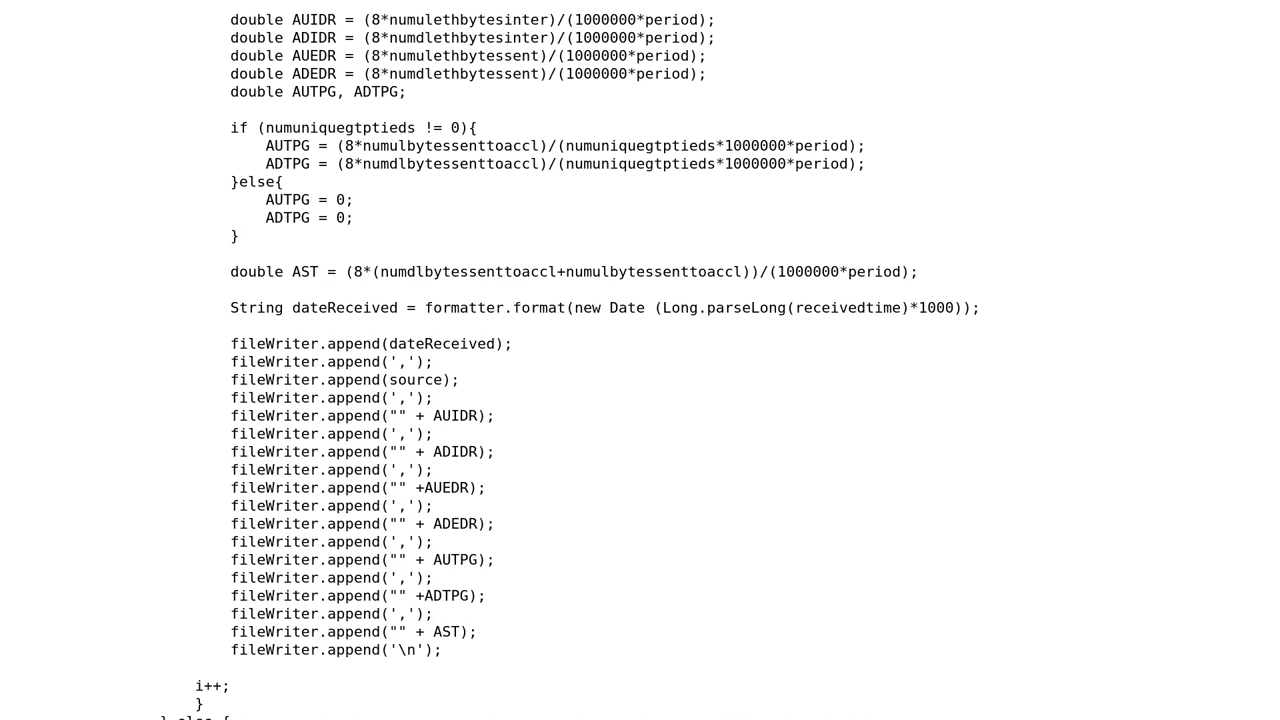 double AUIDR = (8*numulethbytesinter)/(1000000*period);
double ADIDR = (8*numdlethbytesinter)/(1000000*period);
double AUEDR = (8*numulethbytessent)/(1000000*period);
double ADEDR = (8*numdlethbytessent)/(1000000*period);
double AUTPG, ADTPG;
if (numuniquegtptieds != 0){
AUTPG = (8*numulbytessenttoaccl)/(numuniquegtptieds*1000000*period);
ADTPG = (8*numdlbytessenttoaccl)/(numuniquegtptieds*1000000*period);
}else{
AUTPG = 0;
ADTPG = 0;
}
double AST = (8*(numdlbytessenttoaccl+numulbytessenttoaccl))/(1000000*period);
String dateReceived = formatter.format(new Date (Long.parseLong(receivedtime)*1000));
fileWriter.append(dateReceived);
fileWriter.append(',');
fileWriter.append(source);
fileWriter.append(',');
fileWriter.append("" + AUIDR);
fileWriter.append(',');
fileWriter.append("" + ADIDR);
fileWriter.append(',');
fileWriter.append("" +AUEDR);
fileWriter.append(',');
fileWriter.append("" + ADEDR);
fileWriter.append(',');
fileWriter.append("" + AUTPG);
fileWriter.append(',');
fileWriter.append("" +ADTPG);
fileWriter.append(',');
fileWriter.append("" + AST);
fileWriter.append('\n');
i++;
}
} else {